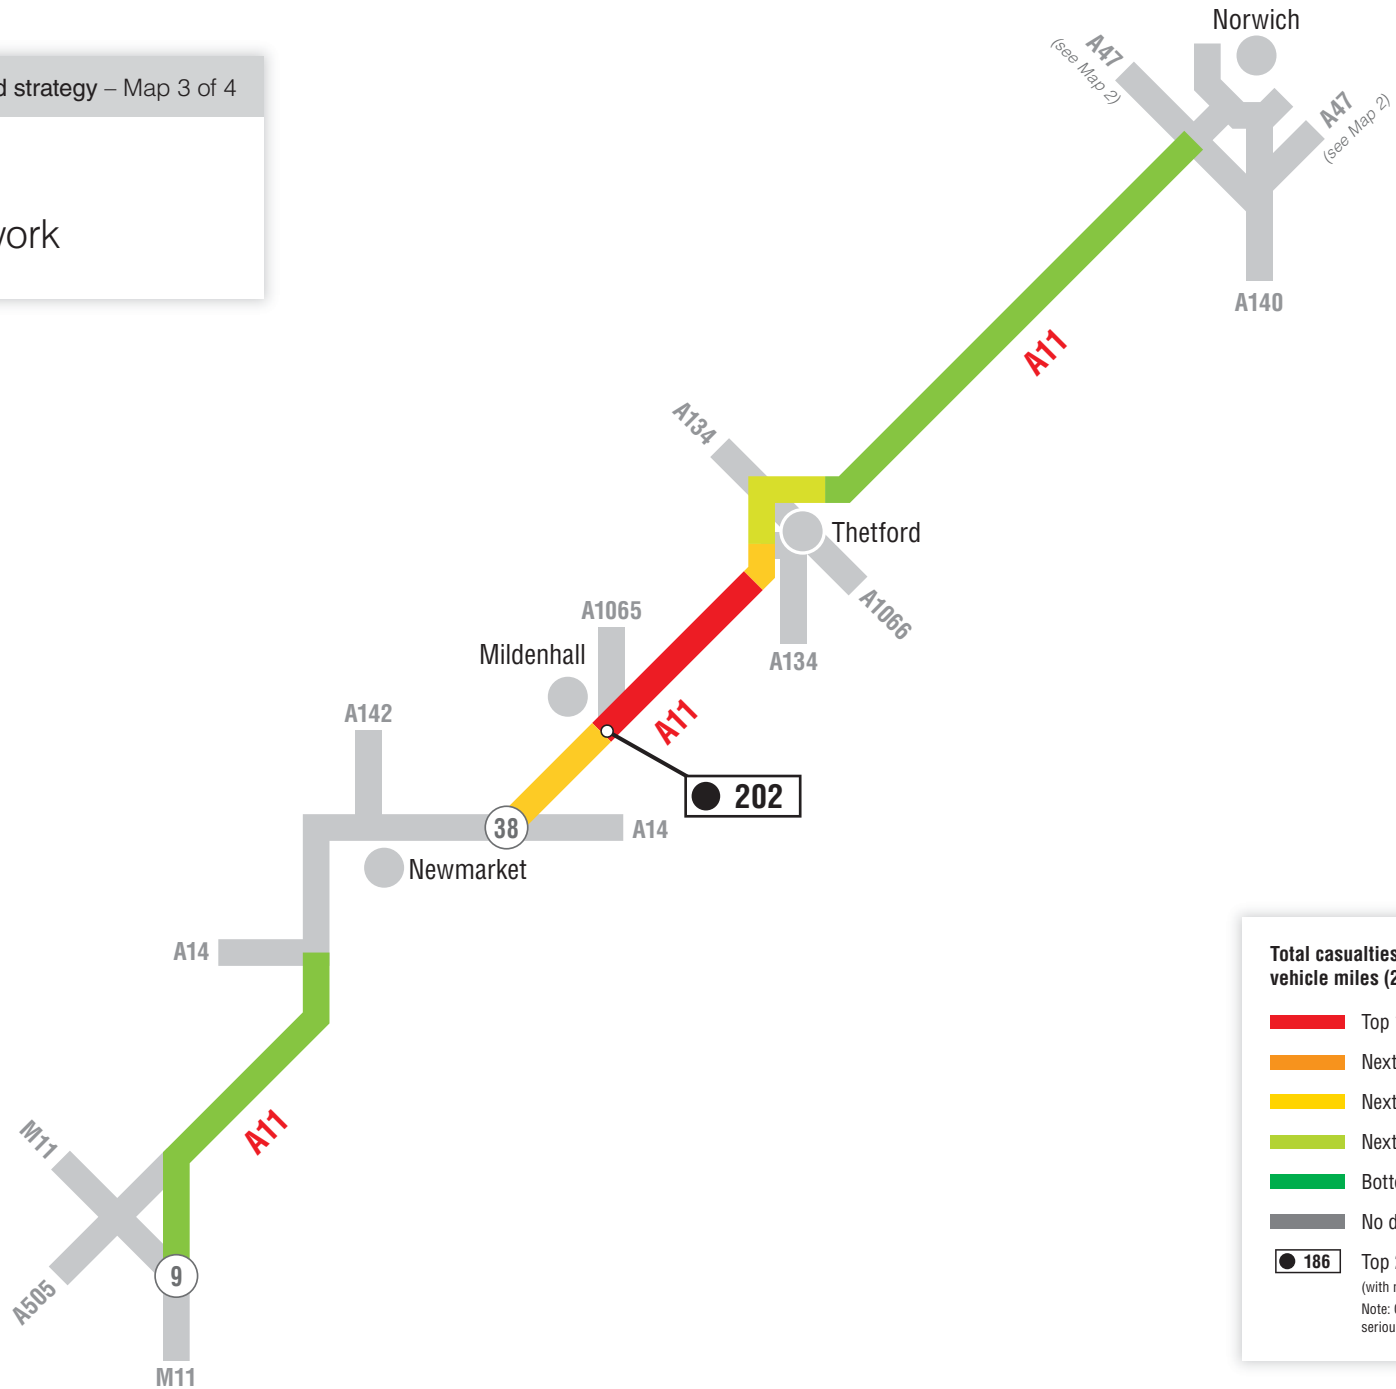 Norwich
A47
(see Map 2)
A47
(see Map 2)
d strategy – Map 3 of 4
work
A140
A11
A134
Thetford
A1066
A134
A1065
Mildenhall
A11
A142
202
38
A14
Newmarket
A14
A11
M11
A505
9
M11
Total casualties
vehicle miles (2
Top
Next
Next
Next
Botto
No d
186
Top
(with
Note:
seriou